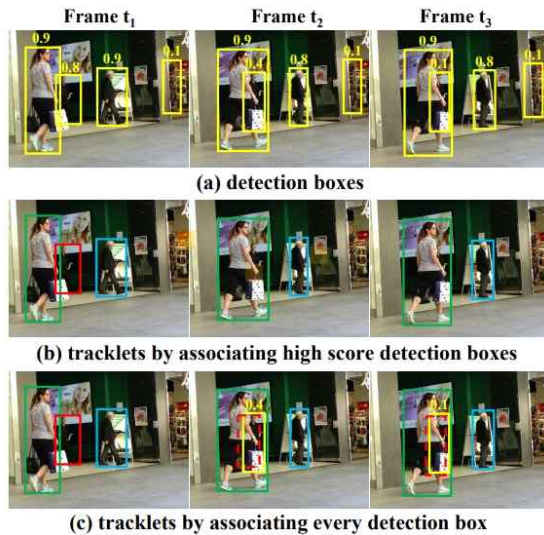 Frame t1 Frame t2 Frame t3
0.9 0.8 0.9 0.1 0.9 0.4 0.8 0.1 0.9 0.1 0.8 0.1
(a) detection boxes
(b) tracklets by associating high score detection boxes
0.4 0.1
(c) tracklets by associating every detection box